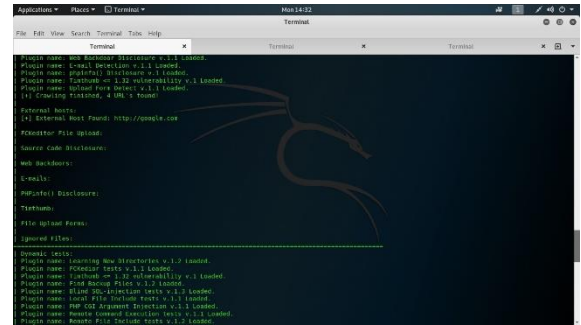 Applications Places Terminal Mon 14:32 1
Terminal
File Edit View Search Terminal Tabs Help
Terminal × Terminal × Terminal ×
| Plugin name: Web Backdoor Disclosure v.1.1 Loaded.
| Plugin name: E-mail Detection v.1.1 Loaded.
| Plugin name: phpinfo() Disclosure v.1 Loaded.
| Plugin name: Timthumb <= 1.32 vulnerability v.1 Loaded.
| Plugin name: Upload Form Detect v.1.1 Loaded.
| [+] Crawling finished, 4 URL's found!
|
| External hosts:
| [+] External Host Found: http://google.com
|
| FCKeditor File Upload:
|
| Source Code Disclosure:
|
| Web Backdoors:
|
| E-mails:
|
| PHPinfo() Disclosure:
|
| Timthumb:
|
| File Upload Forms:
|
| Ignored Files:
| Dynamic tests:
| Plugin name: Learning New Directories v.1.2 Loaded.
| Plugin name: FCKedior tests v.1.1 Loaded.
| Plugin name: Timthumb <= 1.32 vulnerability v.1 Loaded.
| Plugin name: Find Backup Files v.1.2 Loaded.
| Plugin name: Blind SQL-injection tests v.1.3 Loaded.
| Plugin name: Local File Include tests v.1.1 Loaded.
| Plugin name: PHP CGI Argument Injection v.1.1 Loaded.
| Plugin name: Remote Command Execution tests v.1.1 Loaded.
| Plugin name: Remote File Include tests v.1.2 Loaded.